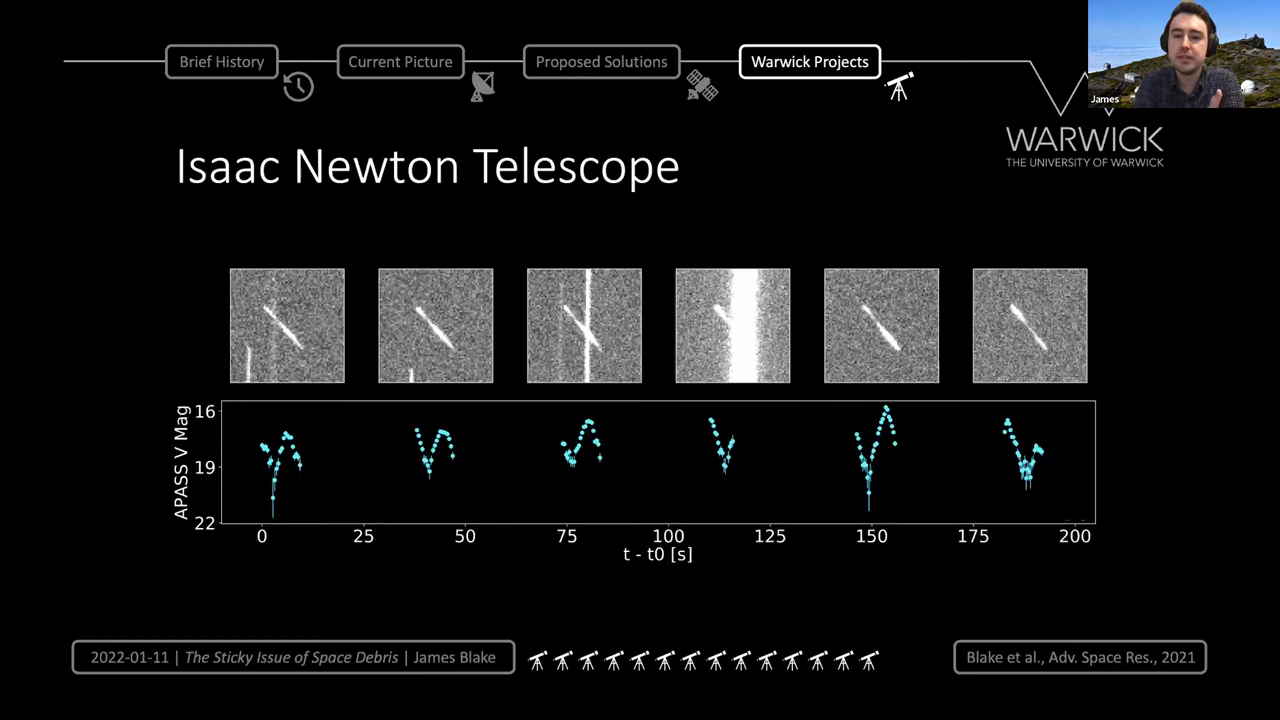 Brief History
Current Picture
Proposed Solutions
Warwick Projects
James
WARWICK
THE UNIVERSITY OF WARWICK
Isaac Newton Telescope
APASS V Mag
16
19
22
0 25 50 75 100 125 150 175 200
t - t0 [s]
2022-01-11 | The Sticky Issue of Space Debris | James Blake
Blake et al., Adv. Space Res., 2021